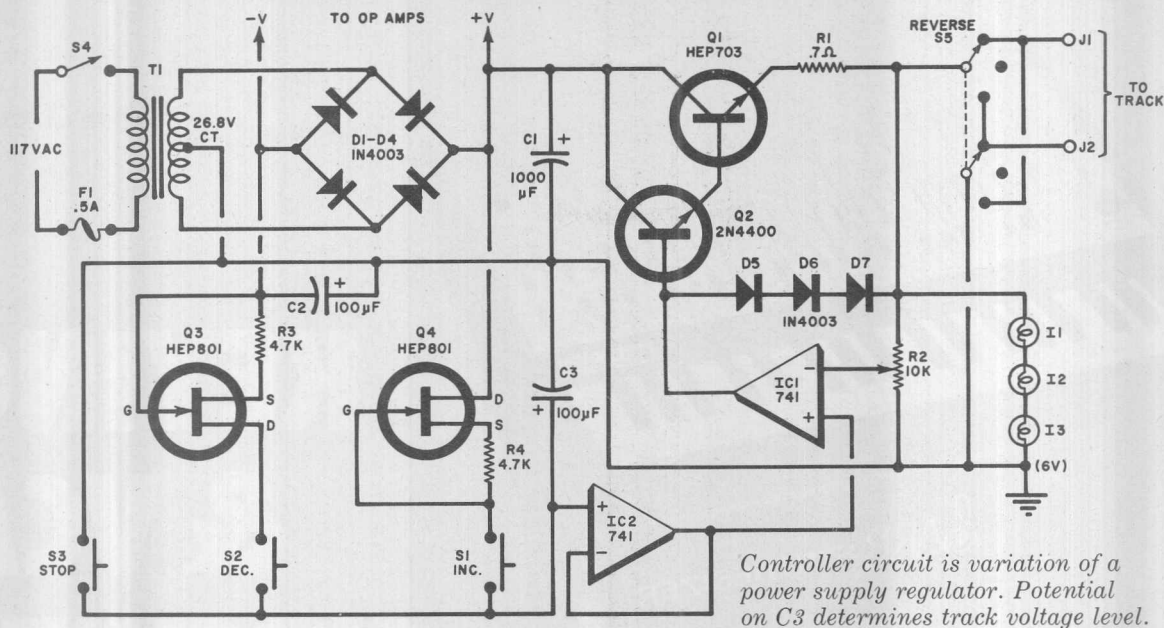 -V
TO OP AMPS
+V
S4
T1
117VAC
F1
.5A
26.8V
CT
D1-D4
1N4003
C1
+
1000
µF
Q1
HEP703
R1
.7Ω
REVERSE
S5
J1
TO
TRACK
J2
Q2
2N4400
D5
D6
D7
1N4003
C2
+
100µF
Q3
HEP801
R3
4.7K
G
S
D
Q4
HEP801
G
D
S
R4
4.7K
C3
+
100µF
IC1
741
-
+
R2
10K
I1
I2
I3
(6V)
IC2
741
+
-
S3
STOP
S2
DEC.
S1
INC.
Controller circuit is variation of a
power supply regulator. Potential
on C3 determines track voltage level.